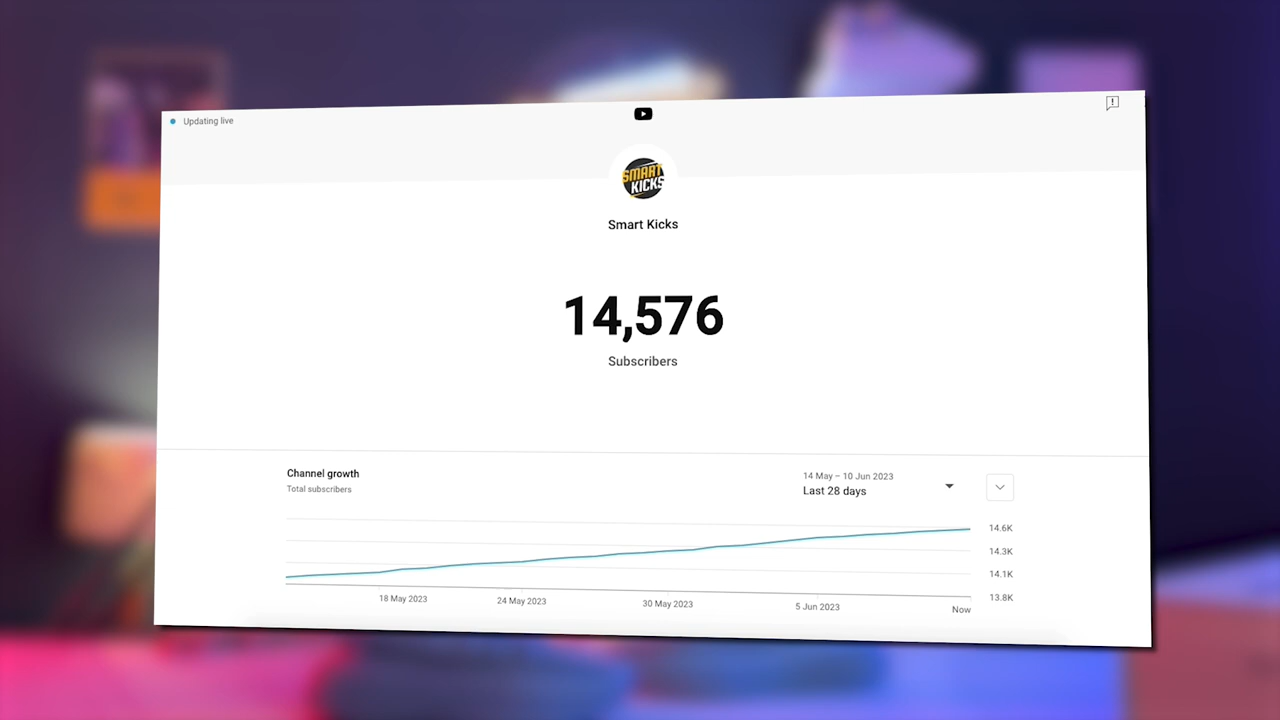 Updating live
SMART
KICKS
Smart Kicks
14,576
Subscribers
Channel growth
Total subscribers
14 May – 10 Jun 2023
Last 28 days
14.6K
14.3K
14.1K
13.8K
18 May 2023
24 May 2023
30 May 2023
5 Jun 2023
Now